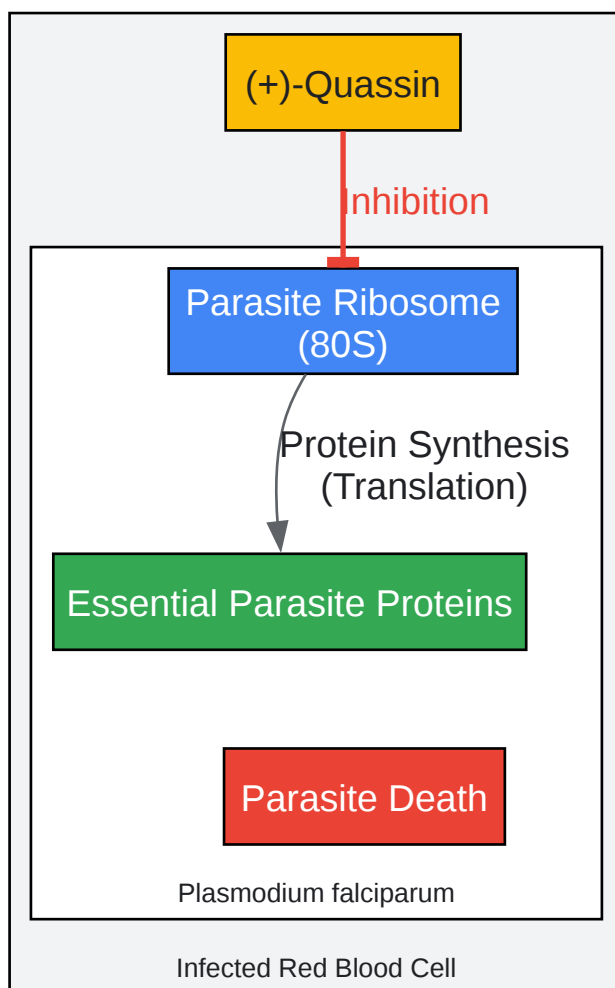 (+)-Quassin
Inhibition
Parasite Ribosome
(80S)
Protein Synthesis
(Translation)
Essential Parasite Proteins
Parasite Death
Plasmodium falciparum
Infected Red Blood Cell